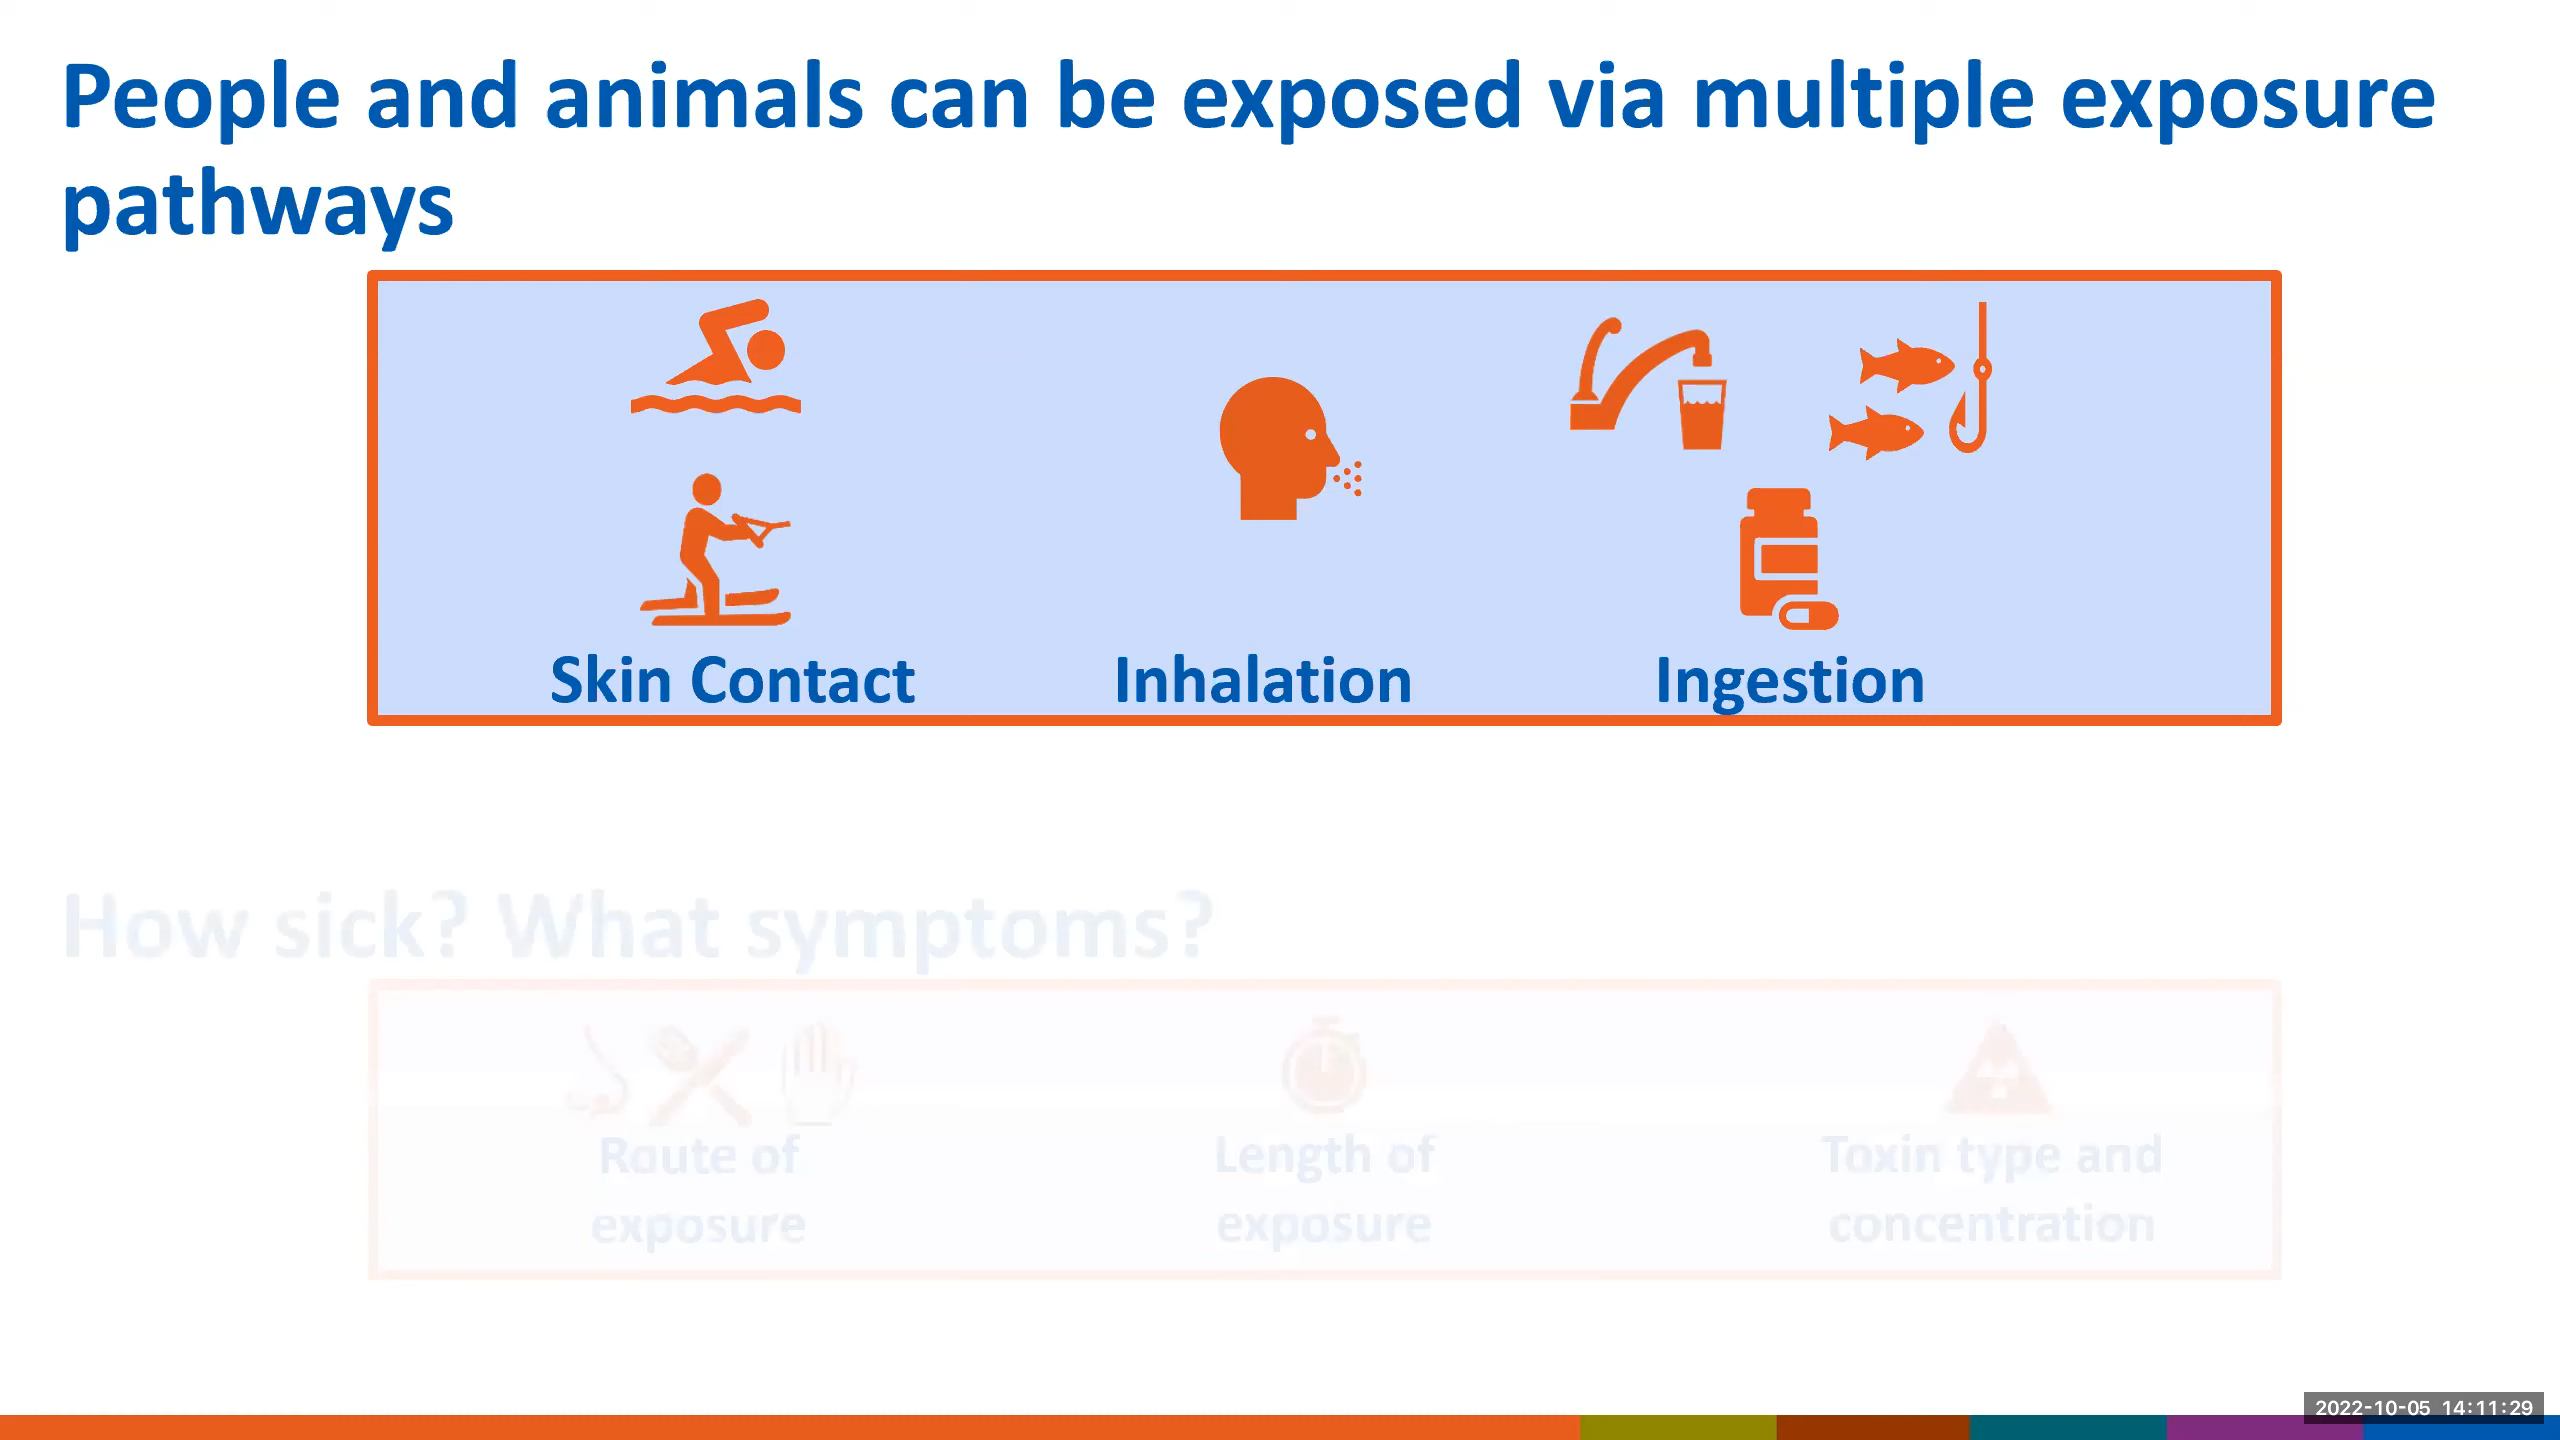 People and animals can be exposed via multiple exposure
pathways
Skin Contact
Inhalation
Ingestion
How sick? What symptoms?
Route of
exposure
Length of
exposure
Toxin type and
concentration
2022-10-05 14:11:29